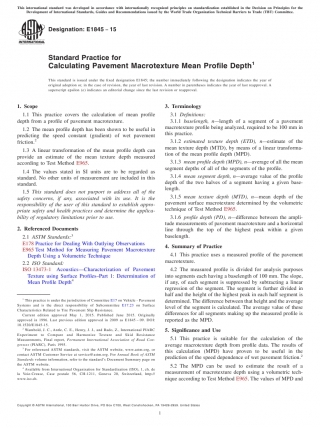 This international standard was developed in accordance with internationally recognized principles on standardization established in the Decision on Principles for the
Development of International Standards, Guides and Recommendations issued by the World Trade Organization Technical Barriers to Trade (TBT) Committee.
Designation: E1845 − 15
INTERNATIONAL
Standard Practice for
Calculating Pavement Macrotexture Mean Profile Depth1
This standard is issued under the fixed designation E1845; the number immediately following the designation indicates the year of
original adoption or, in the case of revision, the year of last revision. A number in parentheses indicates the year of last reapproval. A
superscript epsilon (ε) indicates an editorial change since the last revision or reapproval.
1. Scope
1.1 This practice covers the calculation of mean profile
depth from a profile of pavement macrotexture.
1.2 The mean profile depth has been shown to be useful in
predicting the speed constant (gradient) of wet pavement
friction.2
1.3 A linear transformation of the mean profile depth can
provide an estimate of the mean texture depth measured
according to Test Method E965.
1.4 The values stated in SI units are to be regarded as
standard. No other units of measurement are included in this
standard.
1.5 This standard does not purport to address all of the
safety concerns, if any, associated with its use. It is the
responsibility of the user of this standard to establish appro-
priate safety and health practices and determine the applica-
bility of regulatory limitations prior to use.
2. Referenced Documents
2.1 ASTM Standards:3
E178 Practice for Dealing With Outlying Observations
E965 Test Method for Measuring Pavement Macrotexture
Depth Using a Volumetric Technique
2.2 ISO Standard:
ISO 13473-1 Acoustics—Characterization of Pavement
Texture using Surface Profiles–Part 1: Determination of
Mean Profile Depth4
1 This practice is under the jurisdiction of ASTM Committee E17 on Vehicle - Pavement
Systems and is the direct responsibility of Subcommittee E17.23 on Surface
Characteristics Related to Tire Pavement Slip Resistance.
Current edition approved May 1, 2015. Published June 2015. Originally
approved in 1996. Last previous edition approved in 2009 as E1845 – 09. DOI:
10.1520/E1845-15.
2 Wambold, J. C., Antle, C. E., Henry, J. J., and Rado, Z., International PIARC
Experiment to Compare and Harmonize Texture and Skid Resistance
Measurements, Final report, Permanent International Association of Road Con-
gresses (PIARC), Paris, 1995.
3 For referenced ASTM standards, visit the ASTM website, www.astm.org, or
contact ASTM Customer Service at service@astm.org. For Annual Book of ASTM
Standards volume information, refer to the standard's Document Summary page on
the ASTM website.
4 Available from International Organization for Standardization (ISO), 1, ch. de
la Voie-Creuse, Case postale 56, CH-1211, Geneva 20, Switzerland, http://
www.iso.ch.
3. Terminology
3.1 Definitions:
3.1.1 baselength, n—length of a segment of a pavement
macrotexture profile being analyzed, required to be 100 mm in
this practice.
3.1.2 estimated texture depth (ETD), n—estimate of the
mean texture depth (MTD), by means of a linear transforma-
tion of the mean profile depth (MPD).
3.1.3 mean profile depth (MPD), n—average of all the mean
segment depths of all of the segments of the profile.
3.1.4 mean segment depth, n—average value of the profile
depth of the two halves of a segment having a given base-
length.
3.1.5 mean texture depth (MTD), n—mean depth of the
pavement surface macrotexture determined by the volumetric
technique of Test Method E965.
3.1.6 profile depth (PD), n—difference between the ampli-
tude measurements of pavement macrotexture and a horizontal
line through the top of the highest peak within a given
baselength.
4. Summary of Practice
4.1 This practice uses a measured profile of the pavement
macrotexture.
4.2 The measured profile is divided for analysis purposes
into segments each having a baselength of 100 mm. The slope,
if any, of each segment is suppressed by subtracting a linear
regression of the segment. The segment is further divided in
half and the height of the highest peak in each half segment is
determined. The difference between that height and the average
level of the segment is calculated. The average value of these
differences for all segments making up the measured profile is
reported as the MPD.
5. Significance and Use
5.1 This practice is suitable for the calculation of the
average macrotexture depth from profile data. The results of
this calculation (MPD) have proven to be useful in the
prediction of the speed dependence of wet pavement friction.2
5.2 The MPD can be used to estimate the result of a
measurement of macrotexture depth using a volumetric tech-
nique according to Test Method E965. The values of MPD and
Copyright © ASTM International, 100 Barr Harbor Drive, PO Box C700, West Conshohocken, PA 19428-2959. United States
1